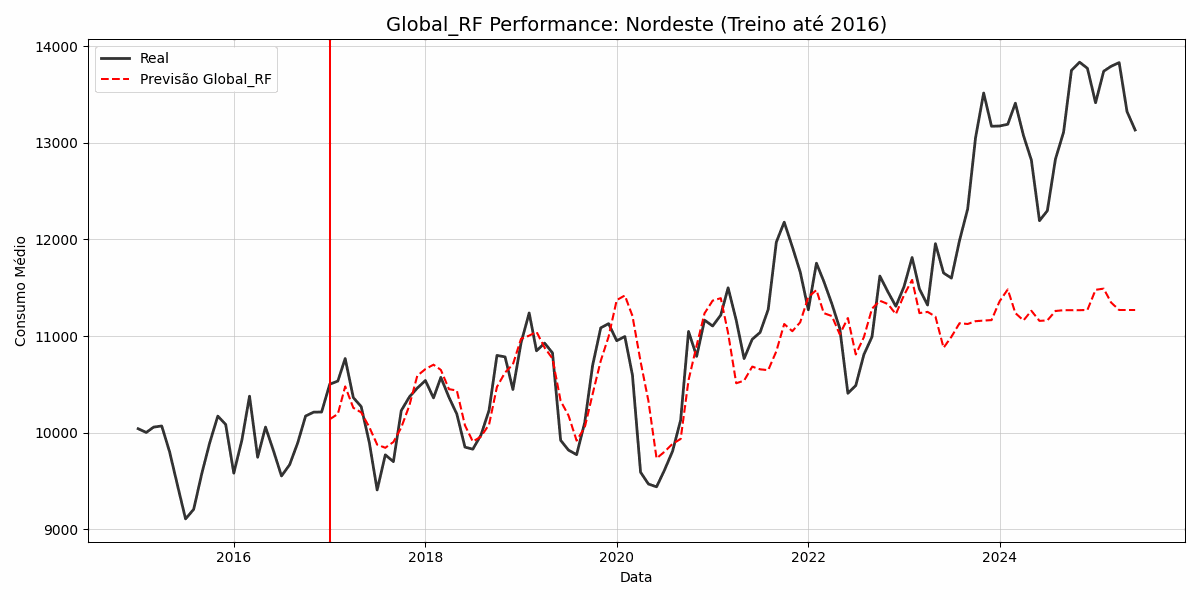 Global_RF Performance: Nordeste (Treino até 2016)
Real
Previsão Global_RF
14000
13000
12000
11000
10000
9000
Consumo Médio
2016
2018
2020
2022
2024
Data